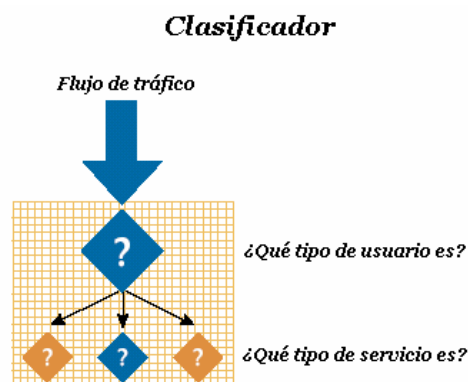 Clasificador
Flujo de tráfico
?
¿Qué tipo de usuario es?
? ? ?
¿Qué tipo de servicio es?